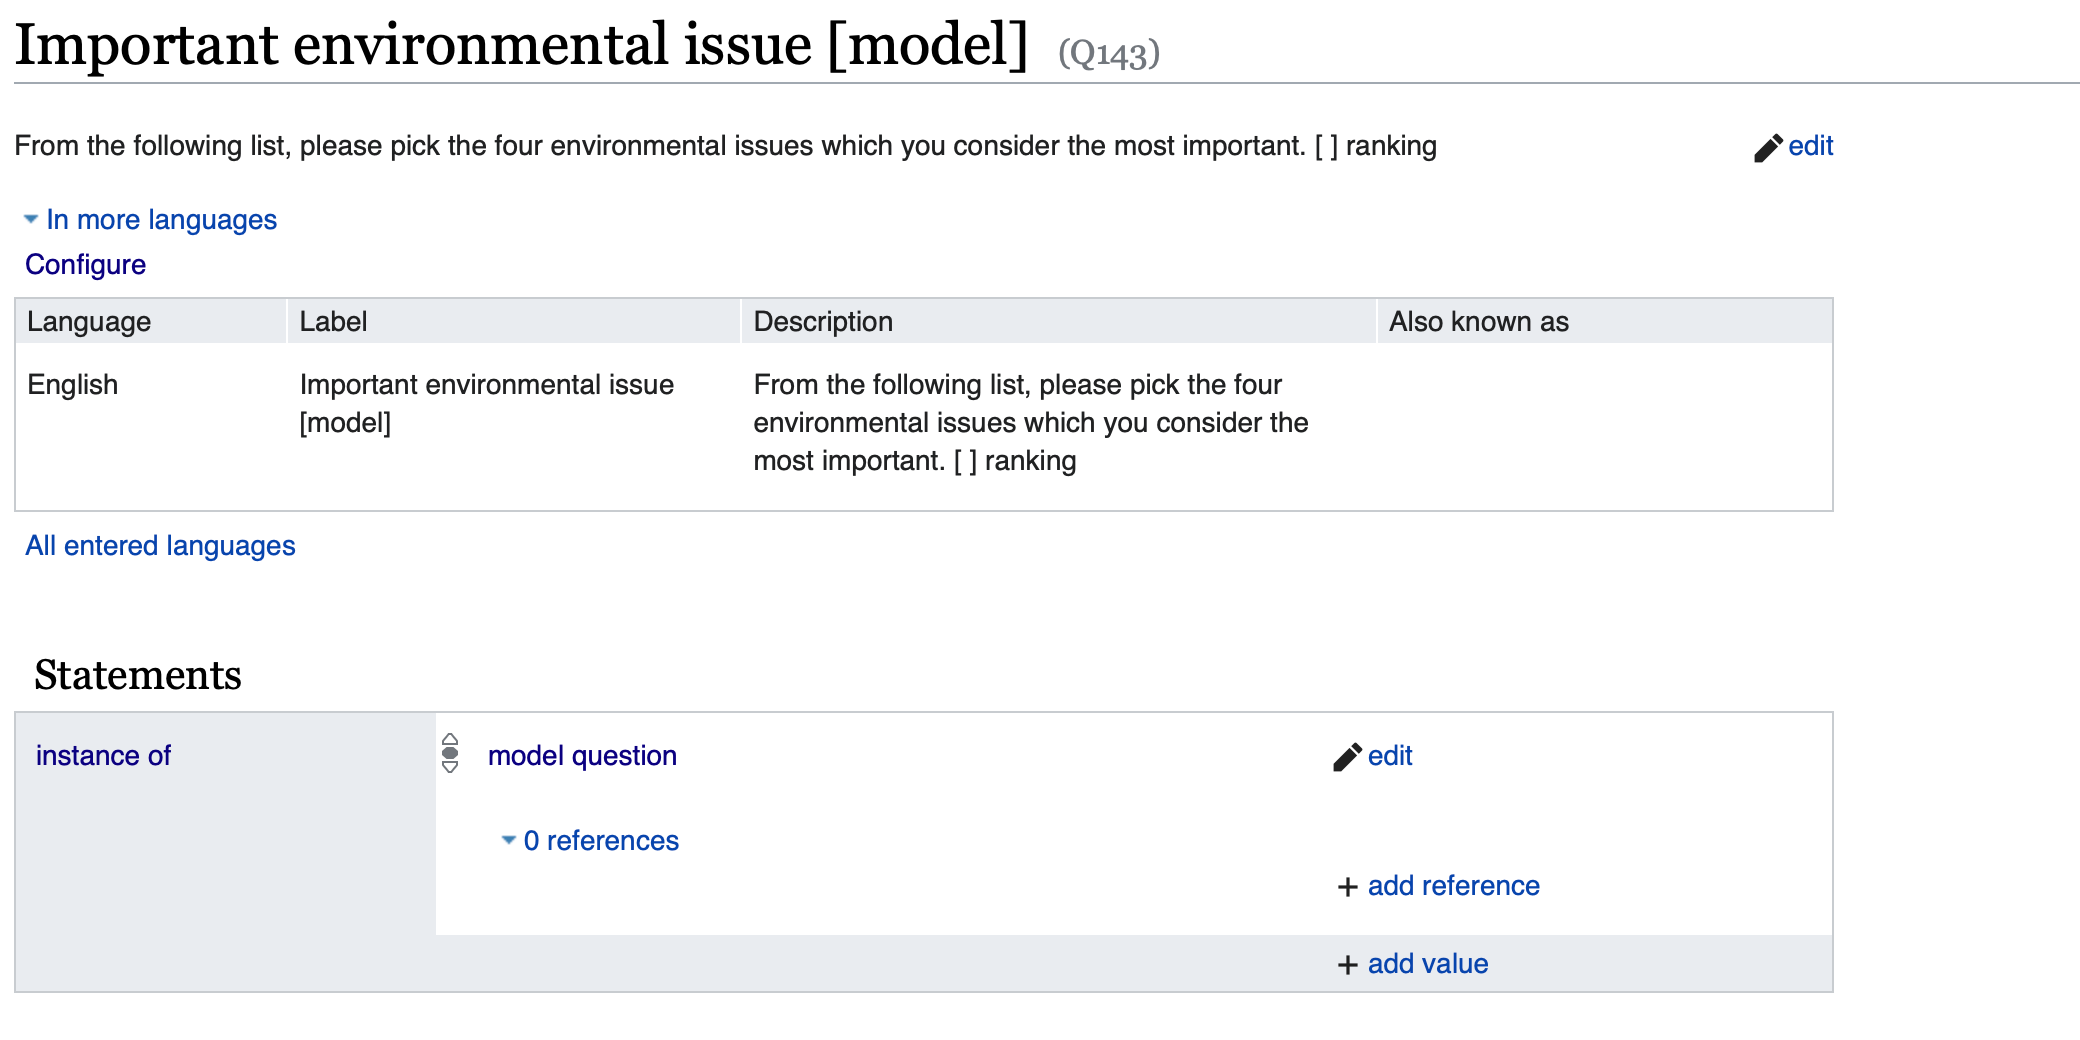 Important environmental issue [model] (Q143)
From the following list, please pick the four environmental issues which you consider the most important. [ ] ranking
edit
In more languages
Configure
Language Label Description Also known as
English
Important environmental issue
[model]
From the following list, please pick the four
environmental issues which you consider the
most important. [ ] ranking
All entered languages
Statements
instance of
model question
edit
0 references
+ add reference
+ add value